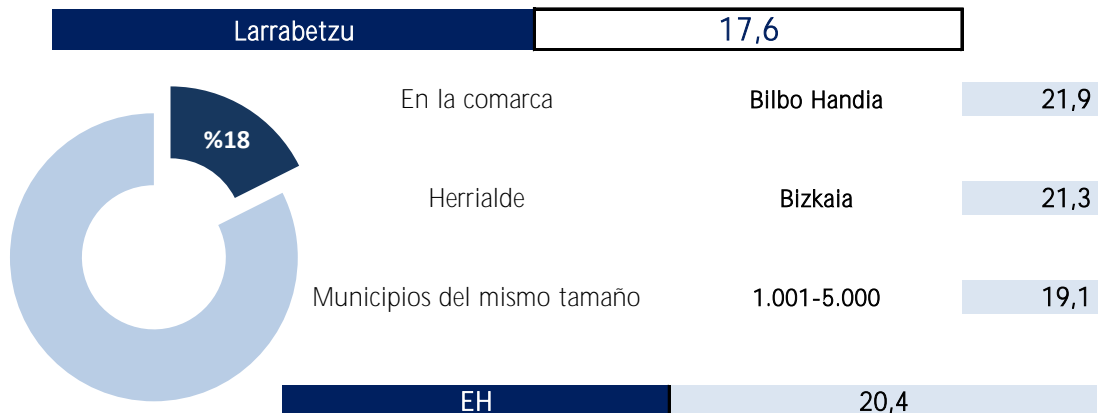 Larrabetzu 17,6
%18
En la comarca Bilbo Handia 21,9
Herrialde Bizkaia 21,3
Municipios del mismo tamaño 1.001-5.000 19,1
EH 20,4